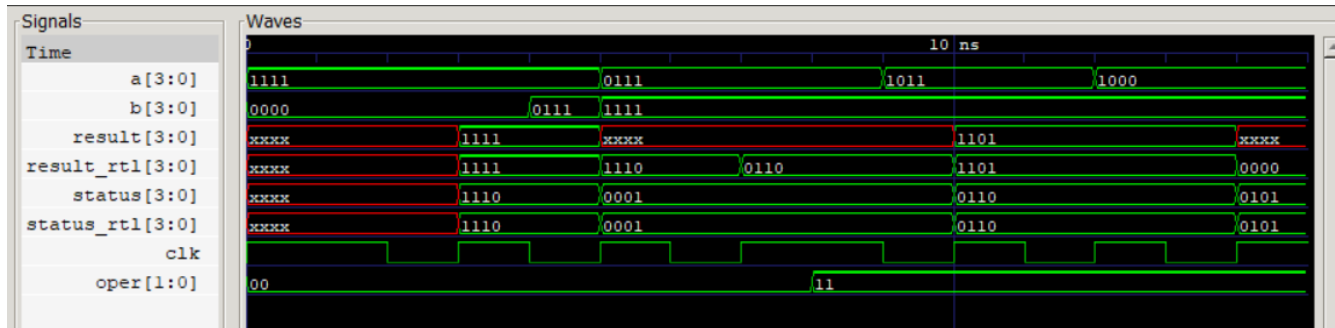 Signals Waves
Time 0 10 ns
a[3:0] 1111 0111 1011 1000
b[3:0] 0000 0111 1111
result[3:0] xxxx 1111 xxxx 1101 xxxx
result_rtl[3:0] xxxx 1111 1110 0110 1101 0000
status[3:0] xxxx 1110 0001 0110 0101
status_rtl[3:0] xxxx 1110 0001 0110 0101
clk
oper[1:0] 00 11